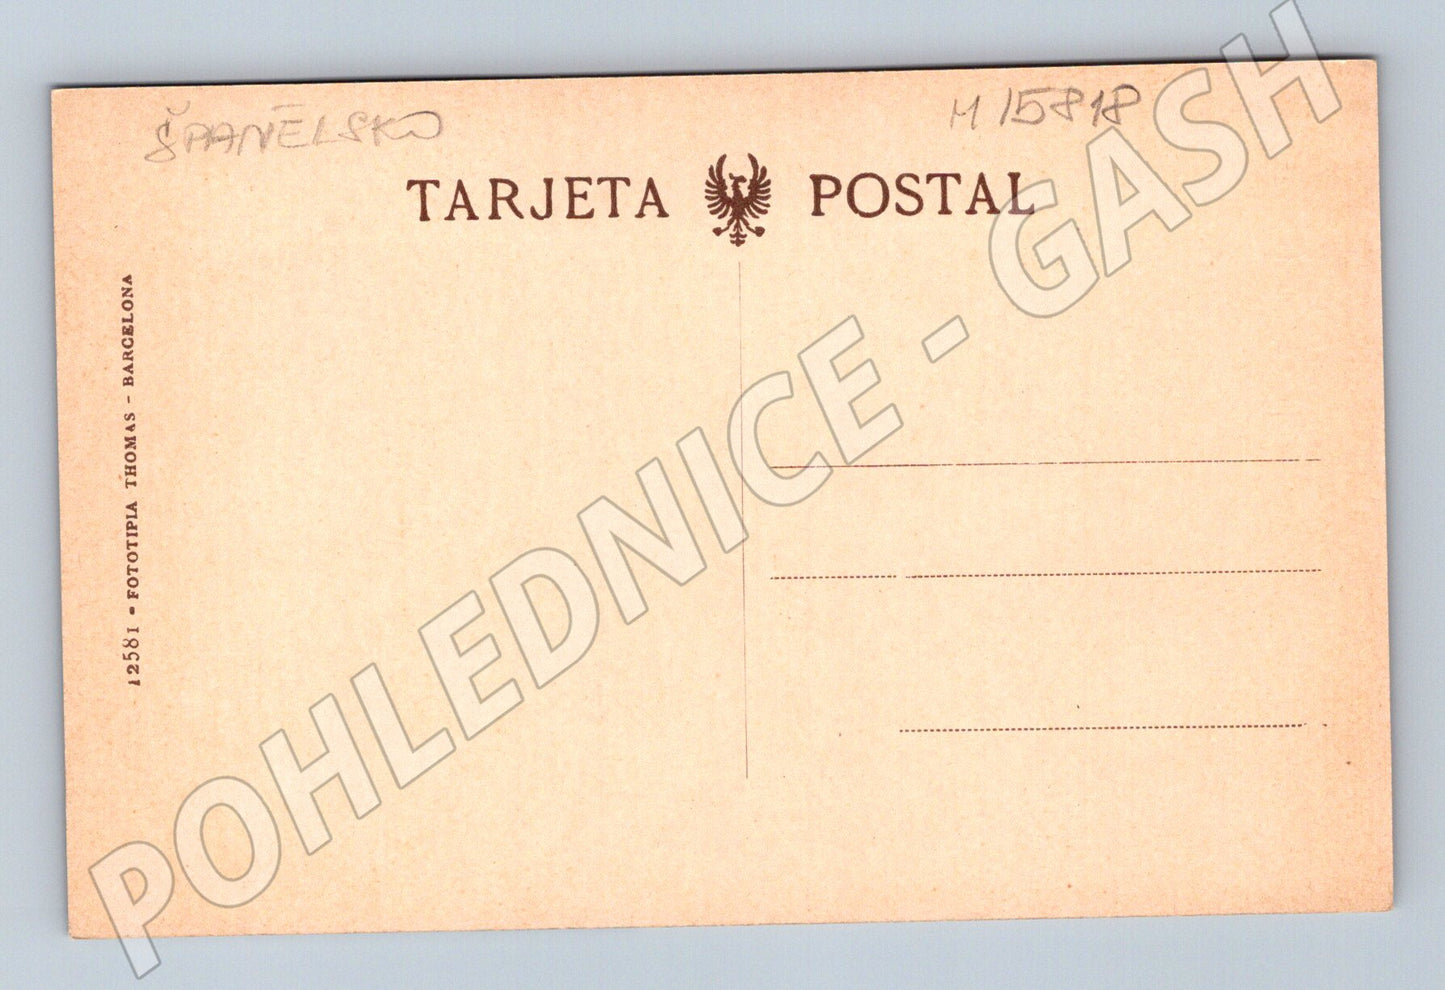 ŠPANĚLSKO
M 15818
TARJETA POSTAL
12581 - FOTOTIPIA THOMAS - BARCELONA
POHLEDNICE - GASH